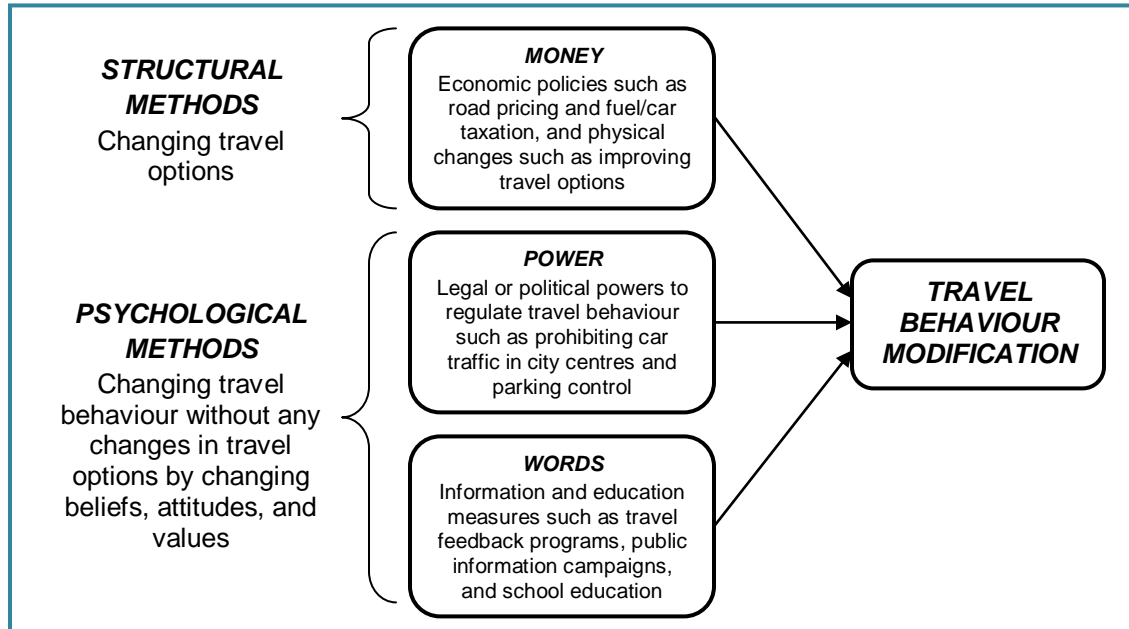 STRUCTURAL
METHODS
Changing travel
options
MONEY
Economic policies such as
road pricing and fuel/car
taxation, and physical
changes such as improving
travel options
PSYCHOLOGICAL
METHODS
Changing travel
behaviour without any
changes in travel
options by changing
beliefs, attitudes, and
values
POWER
Legal or political powers to
regulate travel behaviour
such as prohibiting car
traffic in city centres and
parking control
WORDS
Information and education
measures such as travel
feedback programs, public
information campaigns,
and school education
TRAVEL
BEHAVIOUR
MODIFICATION